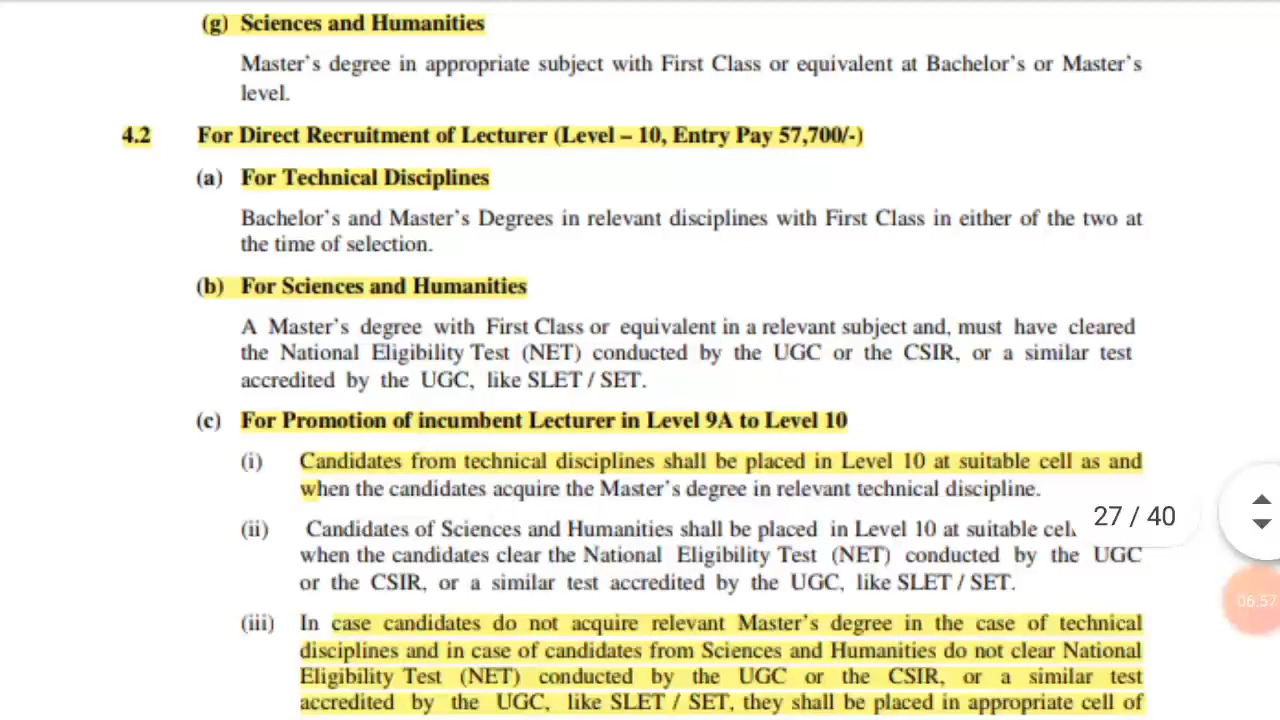 (g) Sciences and Humanities
Master's degree in appropriate subject with First Class or equivalent at Bachelor's or Master's
level.
4.2 For Direct Recruitment of Lecturer (Level – 10, Entry Pay 57,700/-)
(a) For Technical Disciplines
Bachelor's and Master's Degrees in relevant disciplines with First Class in either of the two at
the time of selection.
(b) For Sciences and Humanities
A Master's degree with First Class or equivalent in a relevant subject and, must have cleared
the National Eligibility Test (NET) conducted by the UGC or the CSIR, or a similar test
accredited by the UGC, like SLET / SET.
(c) For Promotion of incumbent Lecturer in Level 9A to Level 10
(i) Candidates from technical disciplines shall be placed in Level 10 at suitable cell as and
when the candidates acquire the Master's degree in relevant technical discipline.
27 / 40
(ii) Candidates of Sciences and Humanities shall be placed in Level 10 at suitable cell
when the candidates clear the National Eligibility Test (NET) conducted by the UGC
or the CSIR, or a similar test accredited by the UGC, like SLET / SET.
06:57
(iii) In case candidates do not acquire relevant Master's degree in the case of technical
disciplines and in case of candidates from Sciences and Humanities do not clear National
Eligibility Test (NET) conducted by the UGC or the CSIR, or a similar test
accredited by the UGC, like SLET / SET, they shall be placed in appropriate cell of